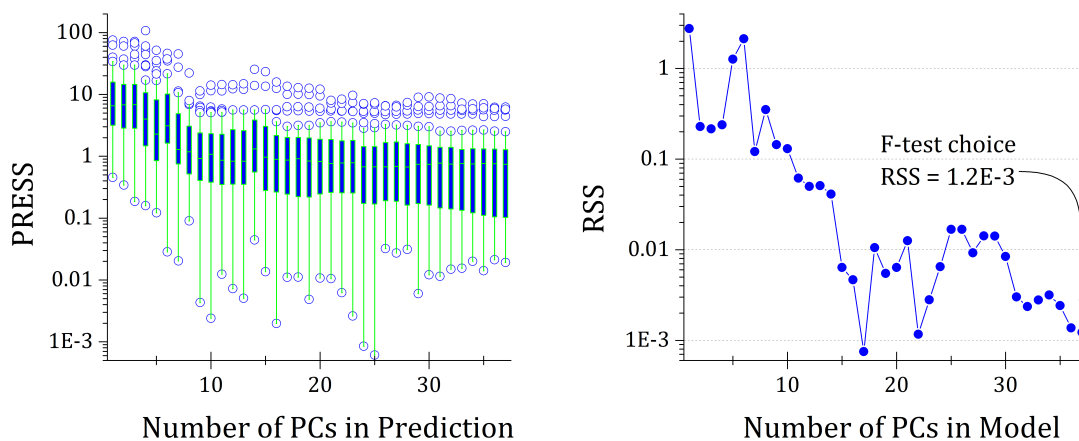 100
10
1
0.1
0.01
1E-3
PRESS
10
20
30
Number of PCs in Prediction
1
0.1
0.01
1E-3
RSS
F-test choice
RSS = 1.2E-3
10
20
30
Number of PCs in Model